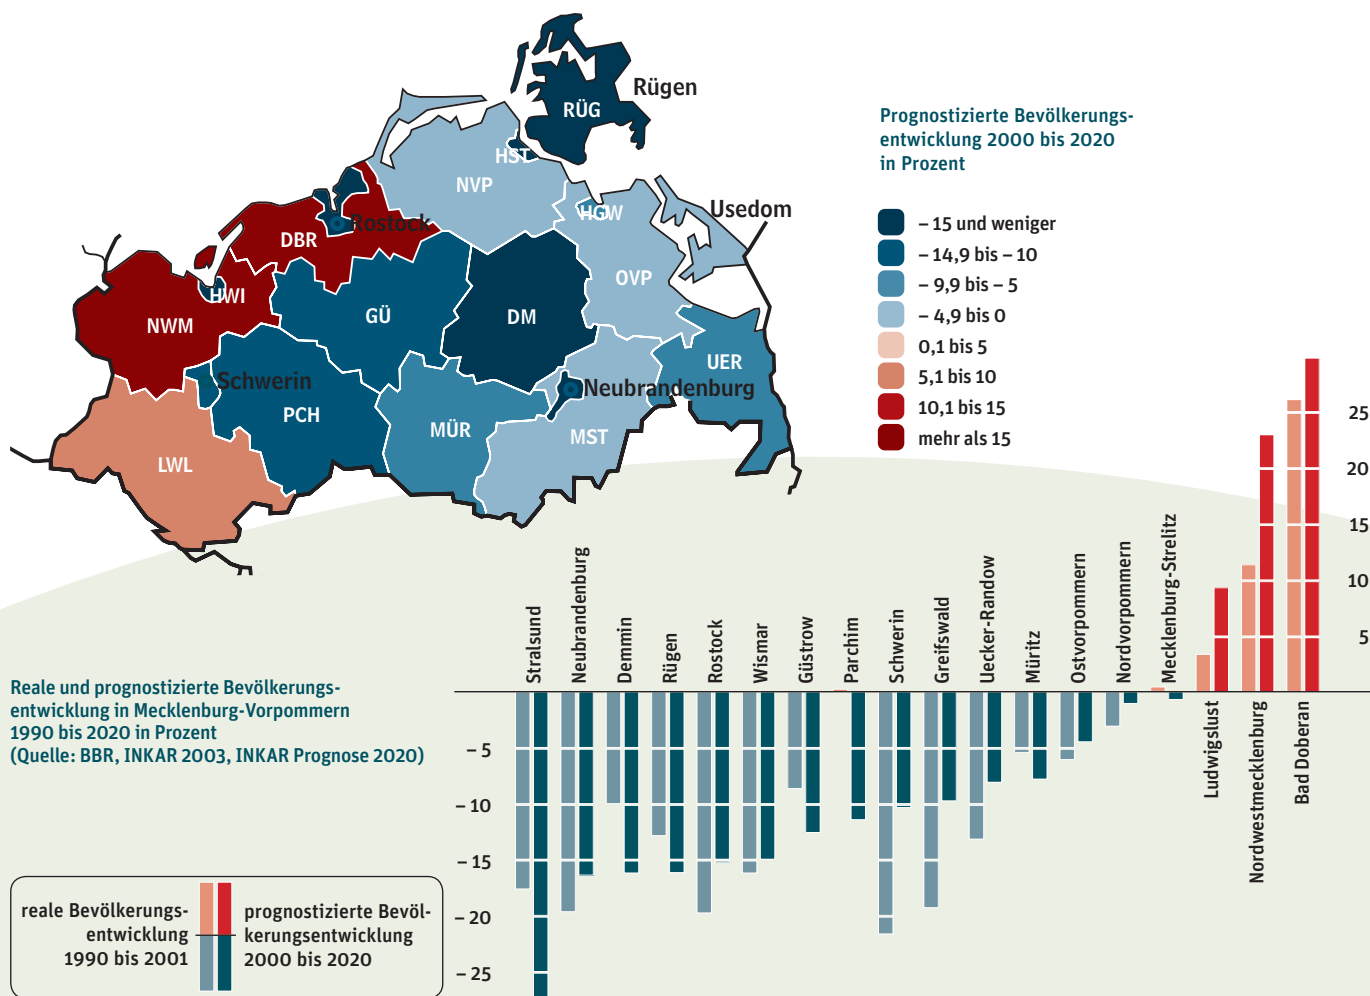 Rügen
RÜG
HST
NVP
HGW
Usedom
Rostock
DBR
OVP
HWI
NWM
GÜ
DM
UER
Schwerin
Neubrandenburg
PCH
MÜR
MST
LWL
Prognostizierte Bevölkerungs-
entwicklung 2000 bis 2020
in Prozent
– 15 und weniger
– 14,9 bis – 10
– 9,9 bis – 5
– 4,9 bis 0
0,1 bis 5
5,1 bis 10
10,1 bis 15
mehr als 15
25
20
15
10
5
Stralsund
Neubrandenburg
Demmin
Rügen
Rostock
Wismar
Güstrow
Parchim
Schwerin
Greifswald
Uecker-Randow
Müritz
Ostvorpommern
Nordvorpommern
Mecklenburg-Strelitz
Ludwigslust
Nordwestmecklenburg
Bad Doberan
Reale und prognostizierte Bevölkerungs-
entwicklung in Mecklenburg-Vorpommern
1990 bis 2020 in Prozent
(Quelle: BBR, INKAR 2003, INKAR Prognose 2020)
– 5
– 10
– 15
– 20
– 25
reale Bevölkerungs-
entwicklung
1990 bis 2001
prognostizierte Bevöl-
kerungsentwicklung
2000 bis 2020